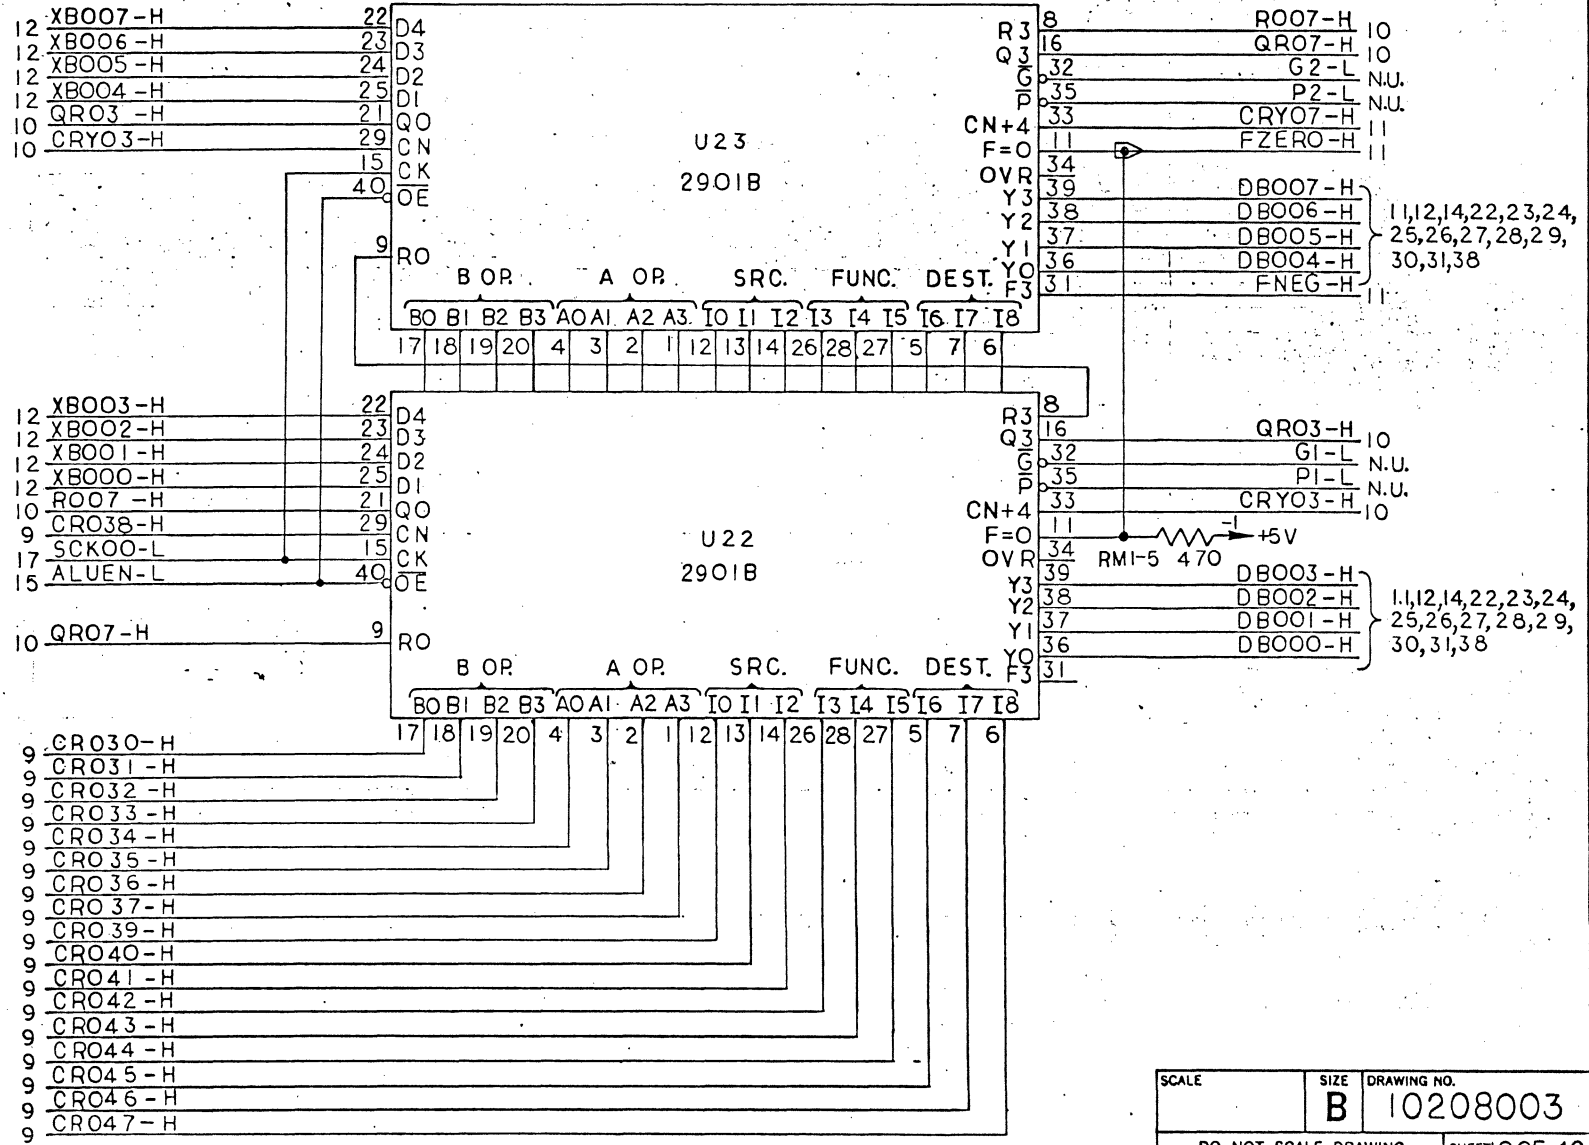 12 XB007-H 22 D4
12 XB006-H 23 D3
12 XB005-H 24 D2
12 XB004-H 25 D1
10 QR03-H 21 Q0
10 CRY03-H 29 CN
15 CK
40 OE
9 R0
U23
2901B
R3 8 R007-H 10
Q3 16 QR07-H 10
G 32 G2-L N.U.
P 35 P2-L N.U.
CN+4 33 CRY07-H 11
F=0 11 FZERO-H 11
OVR 34
Y3 39 DB007-H
Y2 38 DB006-H
Y1 37 DB005-H
Y0 36 DB004-H
11,12,14,22,23,24,
25,26,27,28,29,
30,31,38
F3 31 FNEG-H 11
B OP. A OP. SRC. FUNC. DEST.
B0 B1 B2 B3 A0 A1 A2 A3 I0 I1 I2 I3 I4 I5 I6 I7 I8
17 18 19 20 4 3 2 1 12 13 14 26 28 27 5 7 6
12 XB003-H 22 D4
12 XB002-H 23 D3
12 XB001-H 24 D2
12 XB000-H 25 D1
10 R007-H 21 Q0
9 CR038-H 29 CN
17 SCK00-L 15 CK
15 ALUEN-L 40 OE
10 QR07-H 9 R0
U22
2901B
R3 8
Q3 16 QR03-H 10
G 32 G1-L N.U.
P 35 P1-L N.U.
CN+4 33 CRY03-H 10
F=0 11 -1 +5V
RM1-5 470
OVR 34
Y3 39 DB003-H
Y2 38 DB002-H
Y1 37 DB001-H
Y0 36 DB000-H
11,12,14,22,23,24,
25,26,27,28,29,
30,31,38
F3 31
B OP. A OP. SRC. FUNC. DEST.
B0 B1 B2 B3 A0 A1 A2 A3 I0 I1 I2 I3 I4 I5 I6 I7 I8
17 18 19 20 4 3 2 1 12 13 14 26 28 27 5 7 6
9 CR030-H
9 CR031-H
9 CR032-H
9 CR033-H
9 CR034-H
9 CR035-H
9 CR036-H
9 CR037-H
9 CR039-H
9 CR040-H
9 CR041-H
9 CR042-H
9 CR043-H
9 CR044-H
9 CR045-H
9 CR046-H
9 CR047-H
SCALE SIZE DRAWING NO.
B 10208003
DO NOT SCALE DRAWING